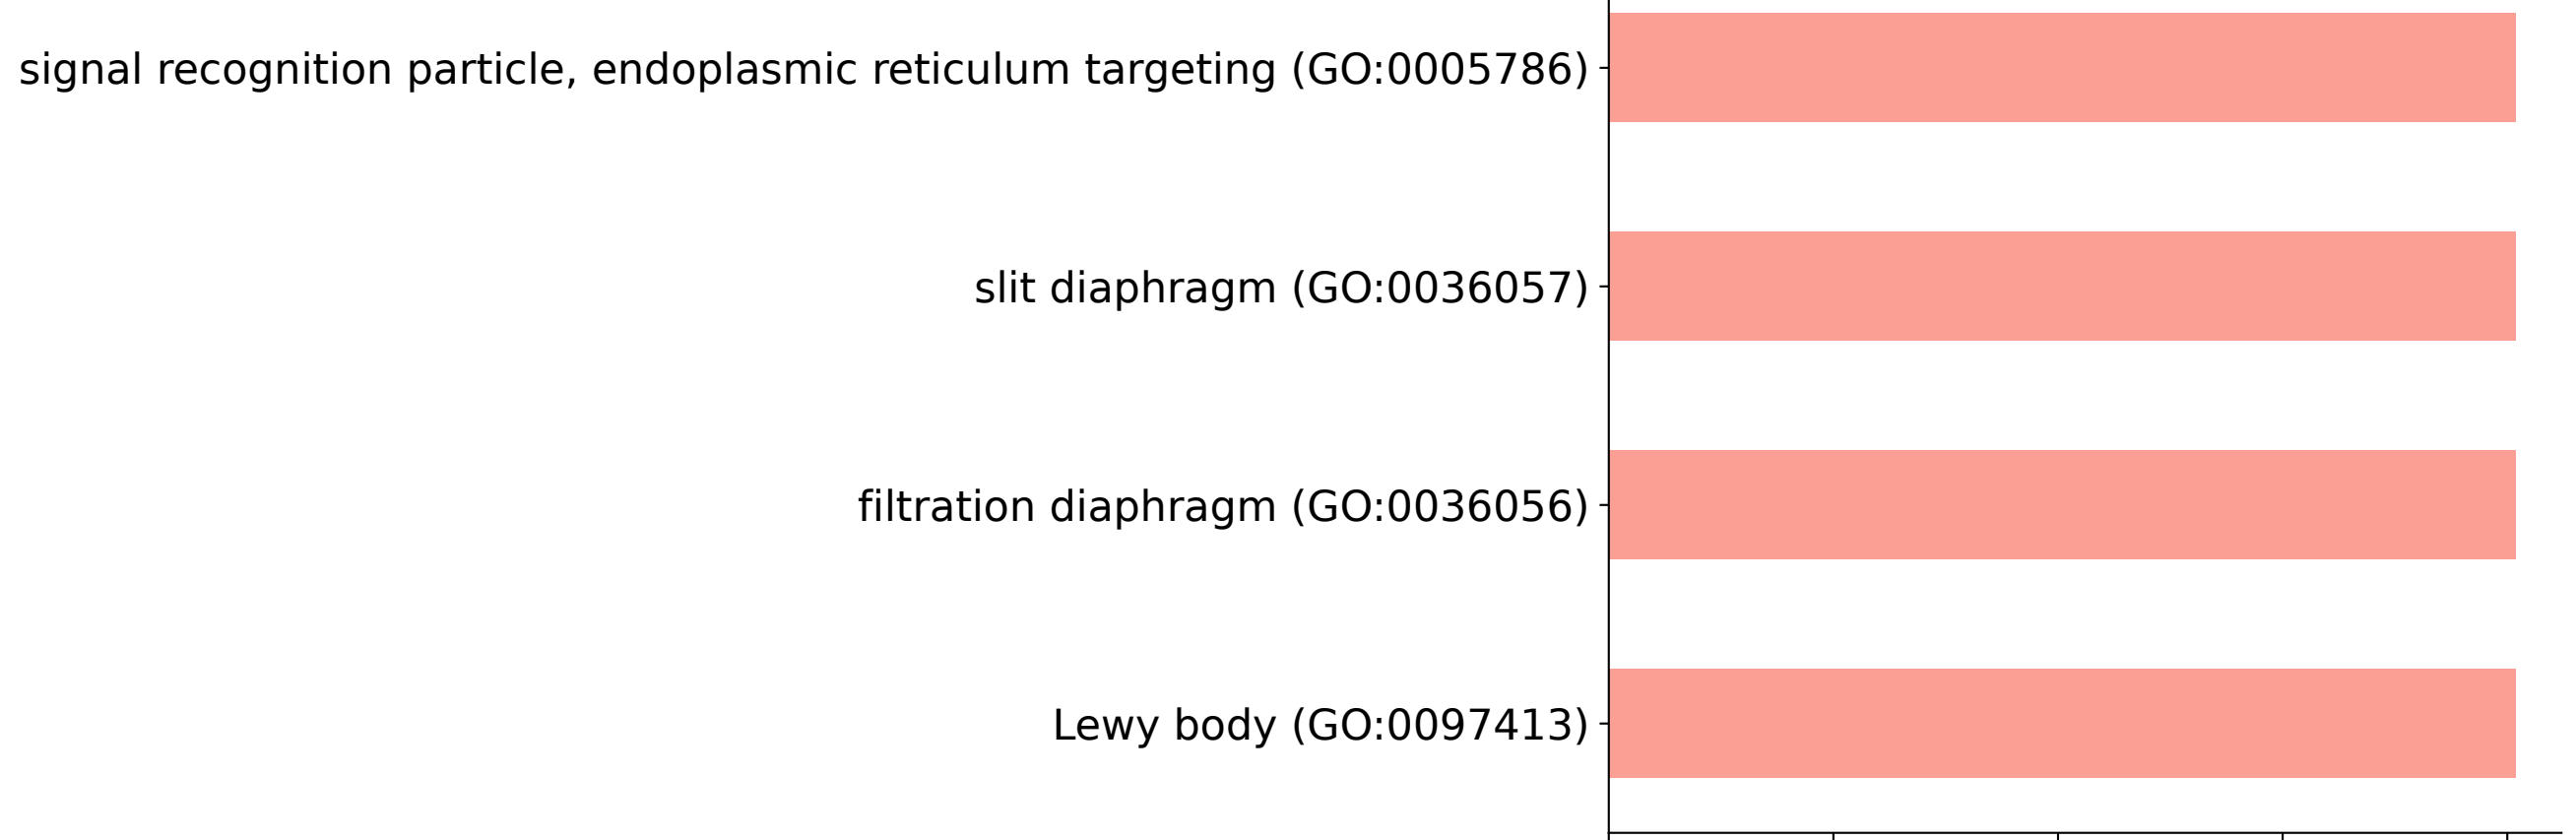 signal recognition particle, endoplasmic reticulum targeting (GO:0005786)
slit diaphragm (GO:0036057)
filtration diaphragm (GO:0036056)
Lewy body (GO:0097413)